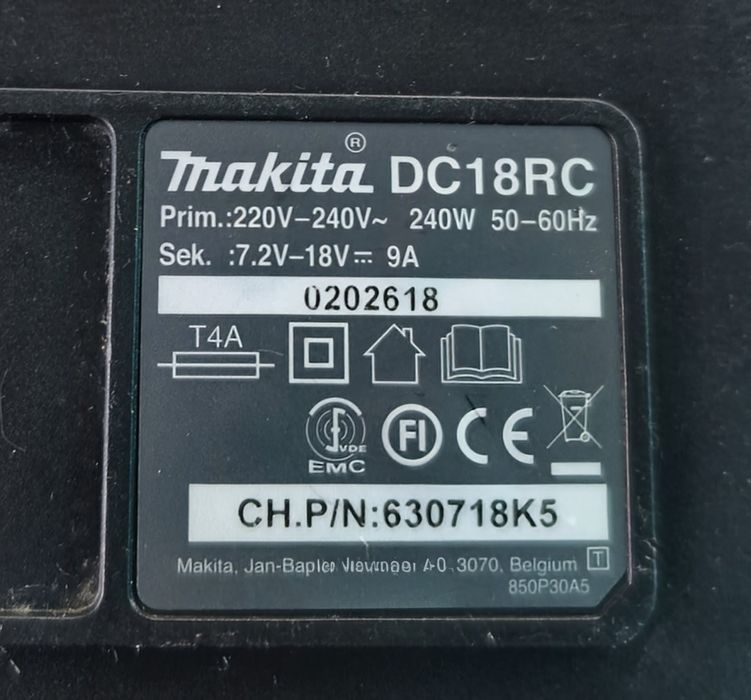 makita® DC18RC
Prim.:220V–240V~ 240W 50–60Hz
Sek. :7.2V–18V⎓ 9A
0202618
T4A
VDE
EMC
FI CE
CH.P/N:630718K5
Makita, 3070, Belgium T
850P30A5